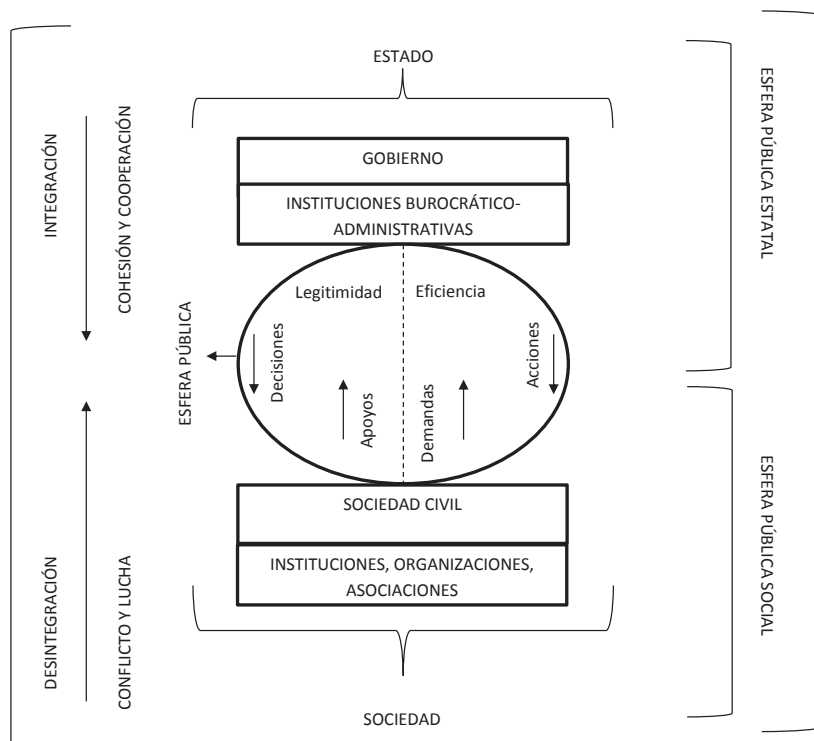 ESTADO
GOBIERNO
INSTITUCIONES BUROCRÁTICO-
ADMINISTRATIVAS
INTEGRACIÓN
COHESIÓN Y COOPERACIÓN
ESFERA PÚBLICA ESTATAL
Legitimidad
Eficiencia
ESFERA PÚBLICA
Decisiones
Apoyos
Demandas
Acciones
SOCIEDAD CIVIL
INSTITUCIONES, ORGANIZACIONES,
ASOCIACIONES
DESINTEGRACIÓN
CONFLICTO Y LUCHA
ESFERA PÚBLICA SOCIAL
SOCIEDAD